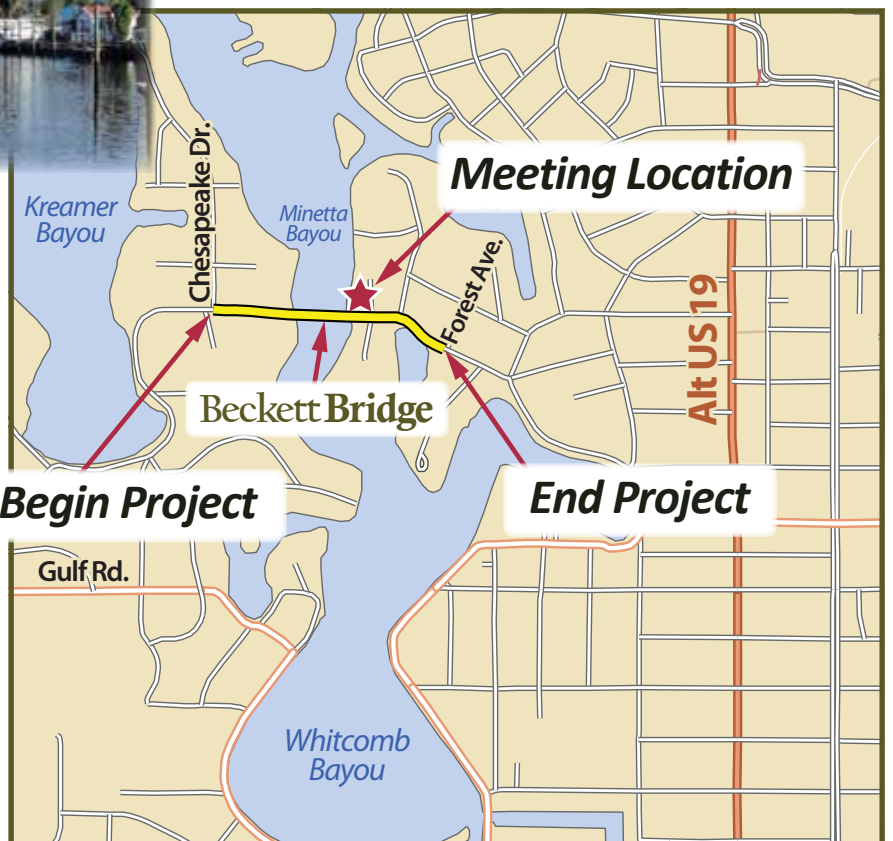 Chesapeake Dr.
Meeting Location
Kreamer
Bayou
Minetta
Bayou
Forest Ave.
Alt US 19
Beckett Bridge
Begin Project
End Project
Gulf Rd.
Whitcomb
Bayou